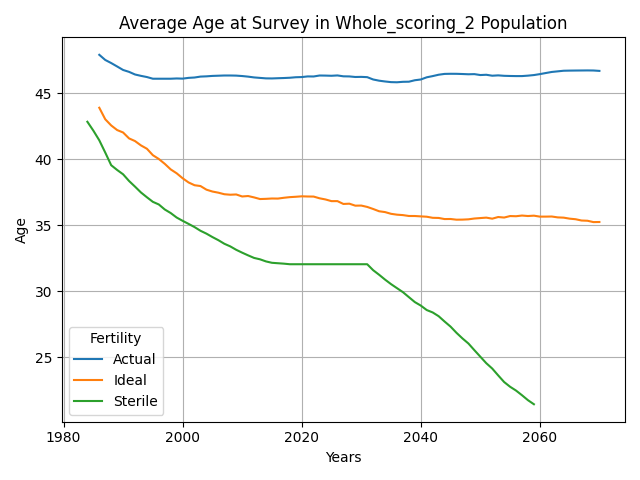 Average Age at Survey in Whole_scoring_2 Population
Age
45
40
35
30
25
Fertility
Actual
Ideal
Sterile
1980
2000
2020
2040
2060
Years